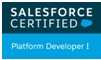 SALESFORCE
CERTIFIED
Platform Developer I